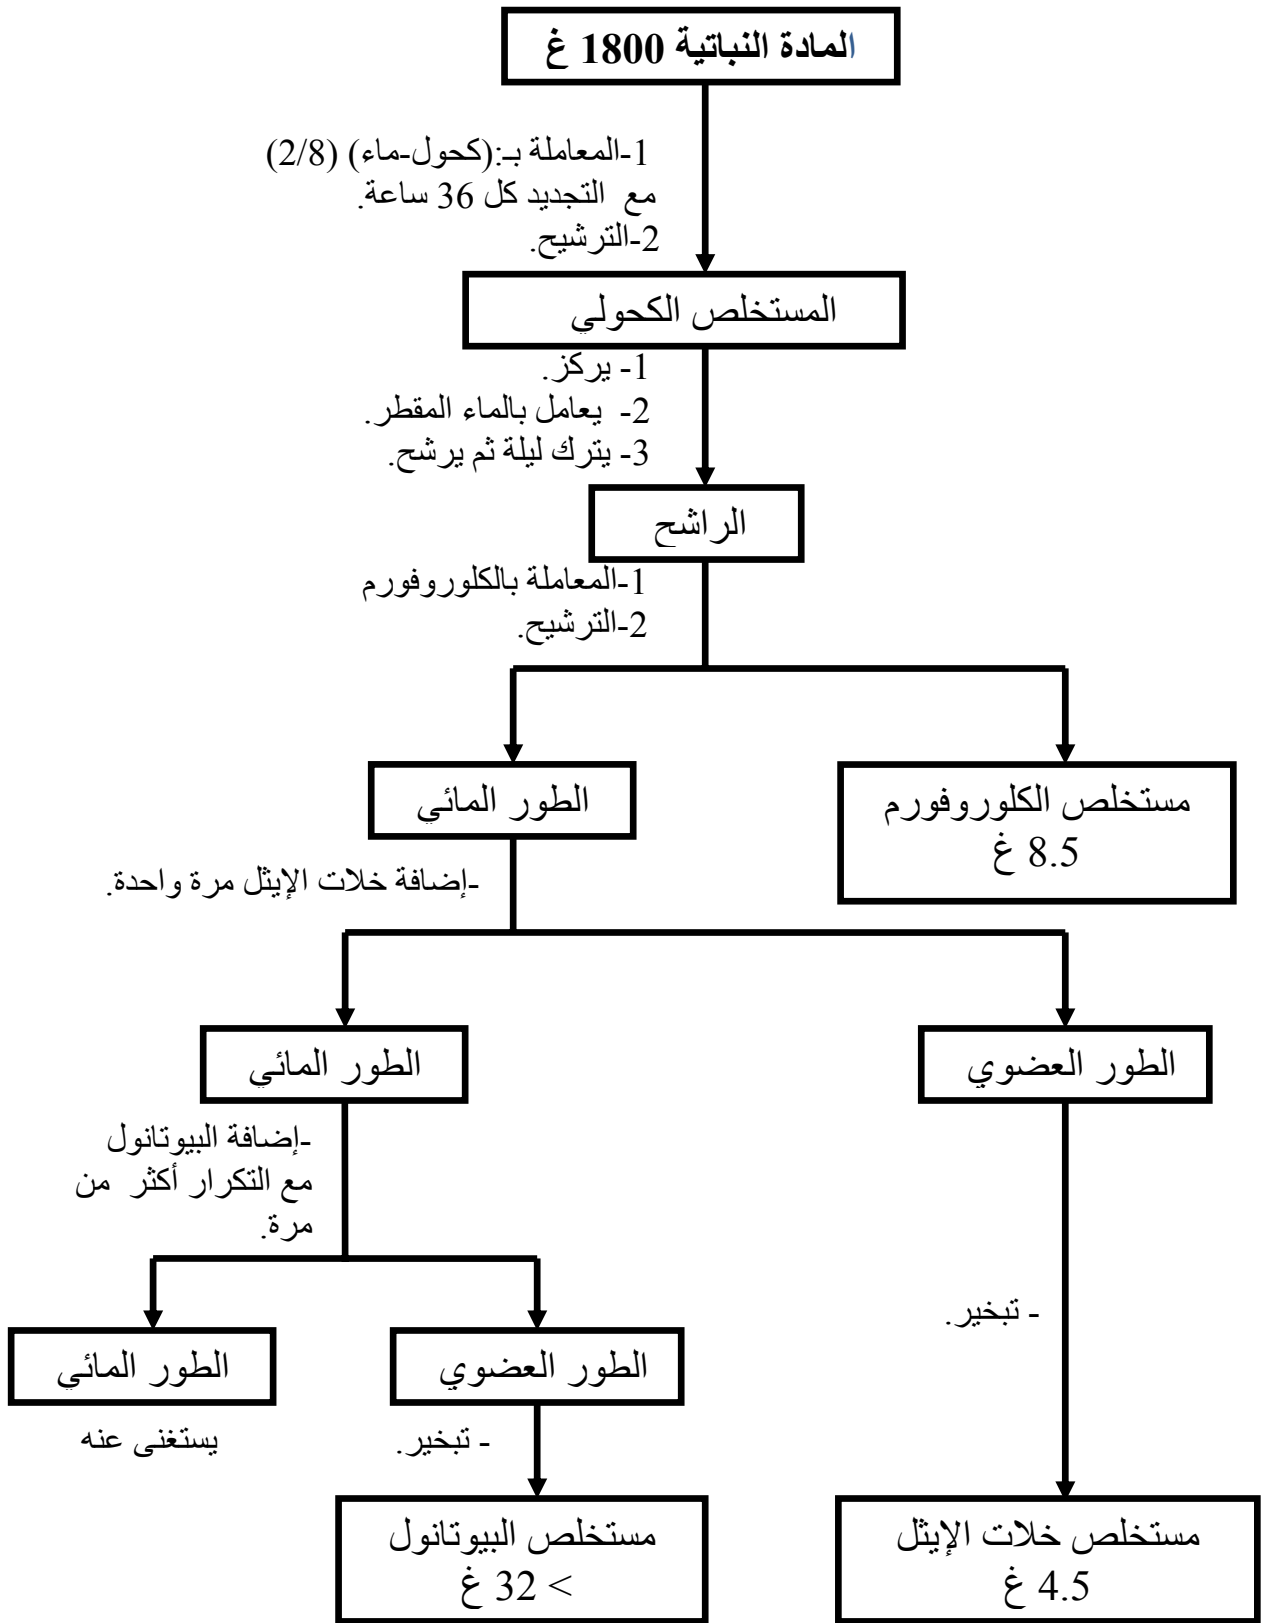 المادة النباتية 1800 غ
1-المعاملة بـ:(كحول-ماء) (2/8)
مع التجديد كل 36 ساعة.
2-الترشيح.
المستخلص الكحولي
1- يركز.
2- يعامل بالماء المقطر.
3- يترك ليلة ثم يرشح.
الراشح
1-المعاملة بالكلوروفورم
2-الترشيح.
مستخلص الكلوروفورم
8.5 غ
الطور المائي
-إضافة خلات الإيثل مرة واحدة.
الطور العضوي
الطور المائي
-إضافة البيوتانول
مع التكرار أكثر من
مرة.
- تبخير.
الطور العضوي
الطور المائي
- تبخير.
يستغنى عنه
مستخلص خلات الإيثل
4.5 غ
مستخلص البيوتانول
> 32 غ